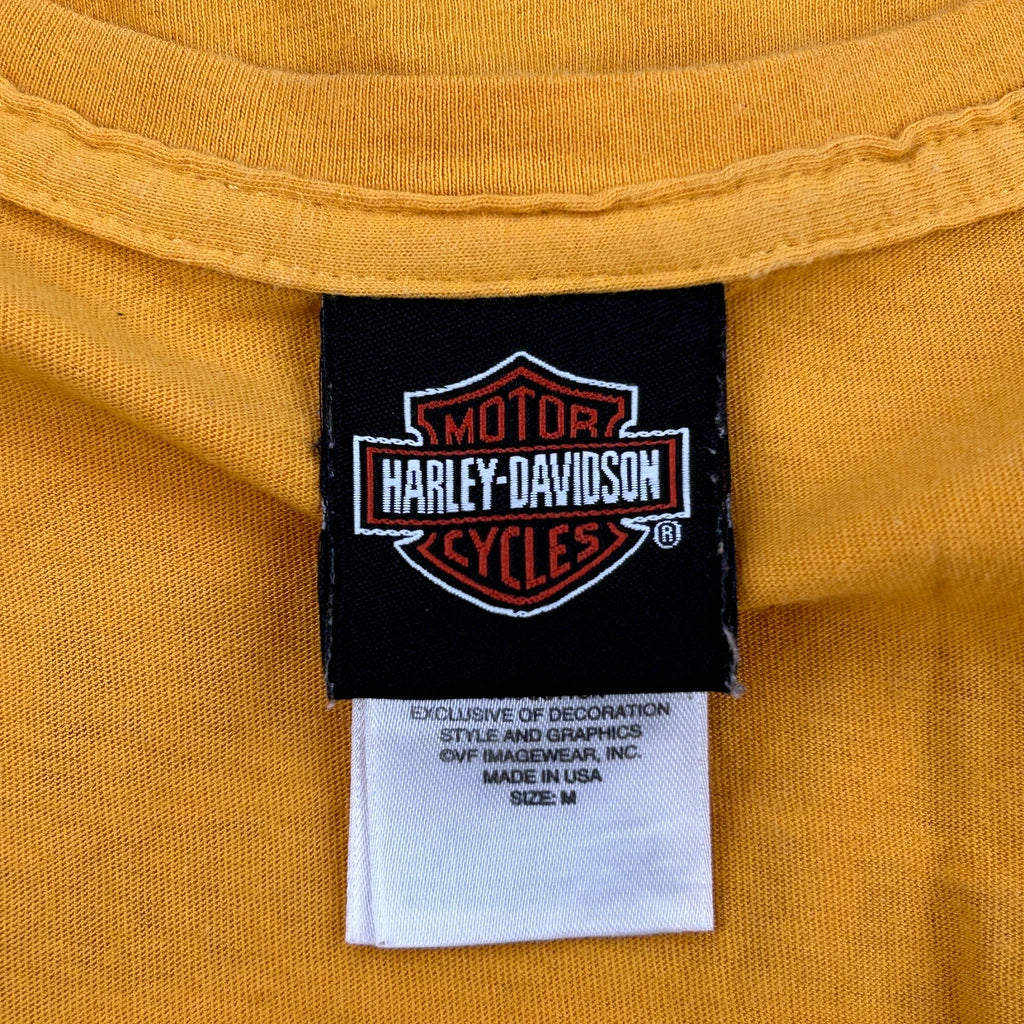 MOTOR
HARLEY-DAVIDSON
CYCLES
®
EXCLUSIVE OF DECORATION
STYLE AND GRAPHICS
©VF IMAGEWEAR, INC.
MADE IN USA
SIZE: M